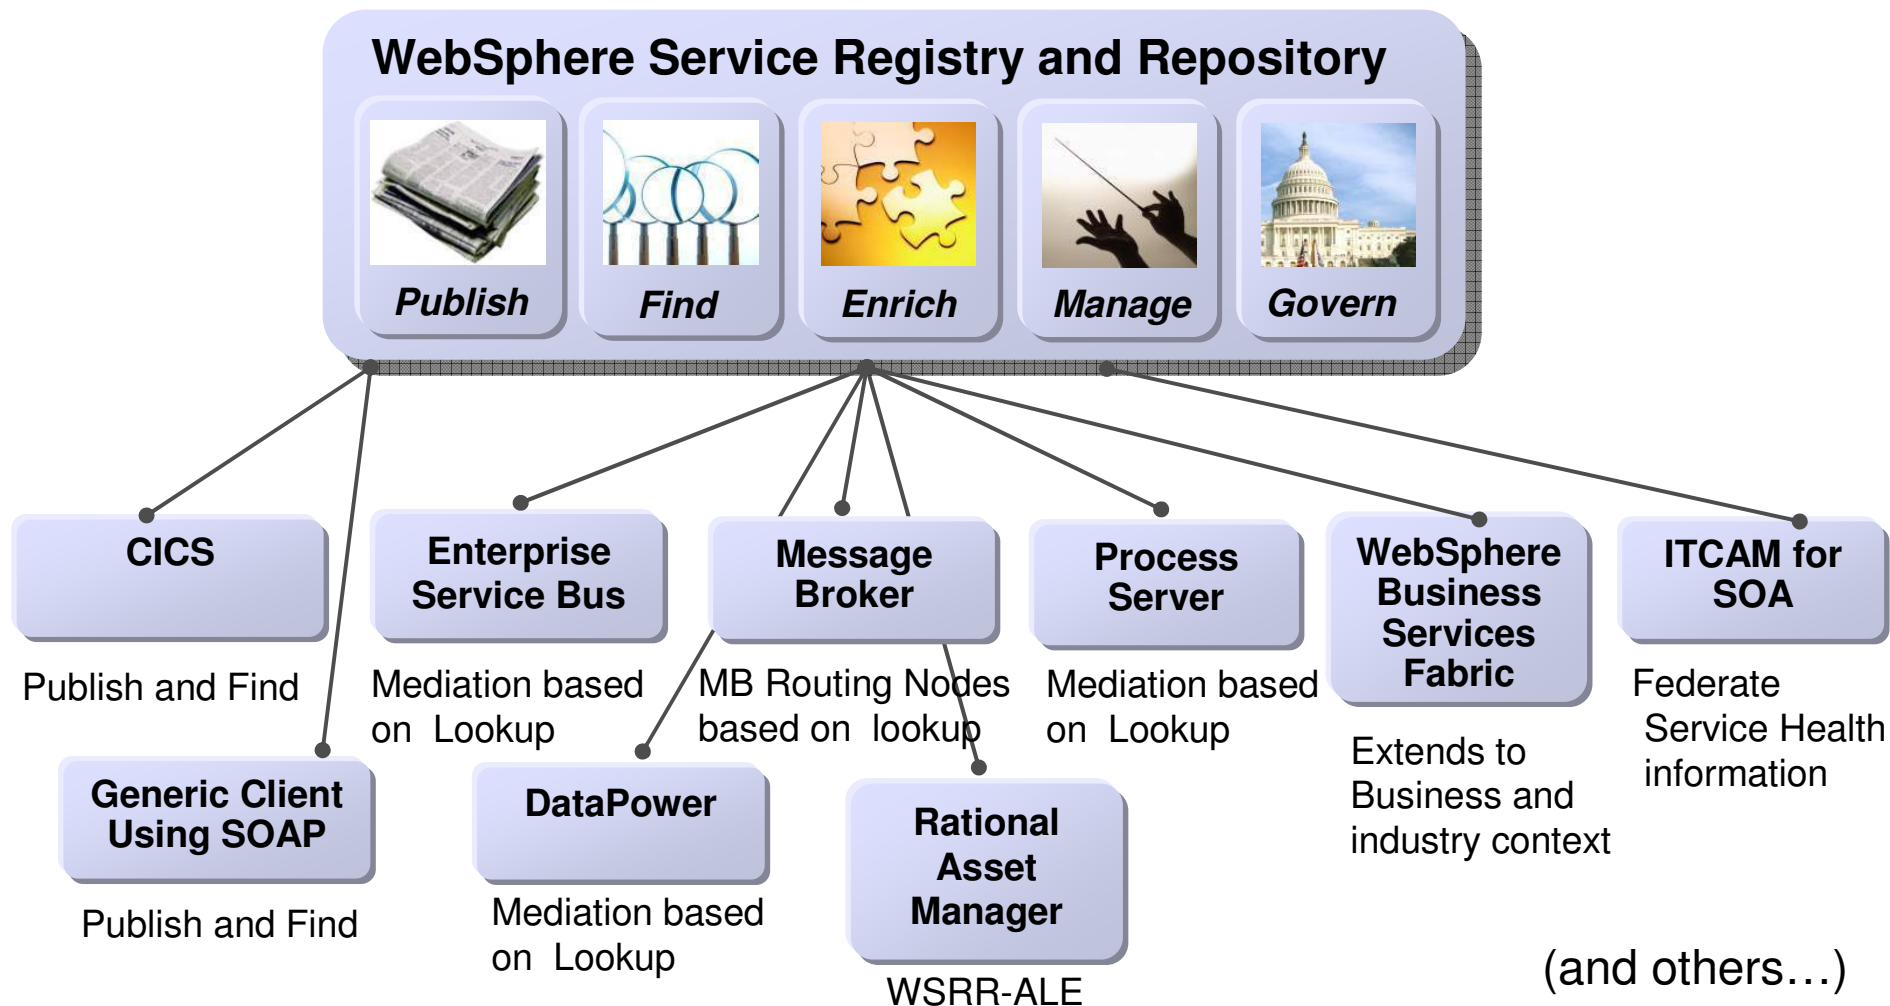 WebSphere Service Registry and Repository
Publish
Find
Enrich
Manage
Govern
CICS
Publish and Find
Generic Client
Using SOAP
Publish and Find
Enterprise
Service Bus
Mediation based
on Lookup
DataPower
Mediation based
on Lookup
Message
Broker
MB Routing Nodes
based on lookup
Rational
Asset
Manager
WSRR-ALE
Process
Server
Mediation based
on Lookup
WebSphere
Business
Services
Fabric
Extends to
Business and
industry context
ITCAM for
SOA
Federate
Service Health
information
(and others…)